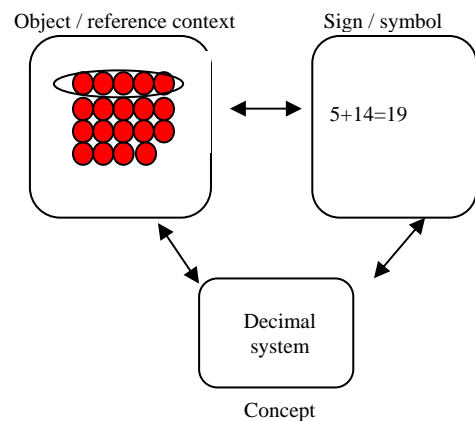 Object / reference context
Sign / symbol
5+14=19
Decimal
system
Concept